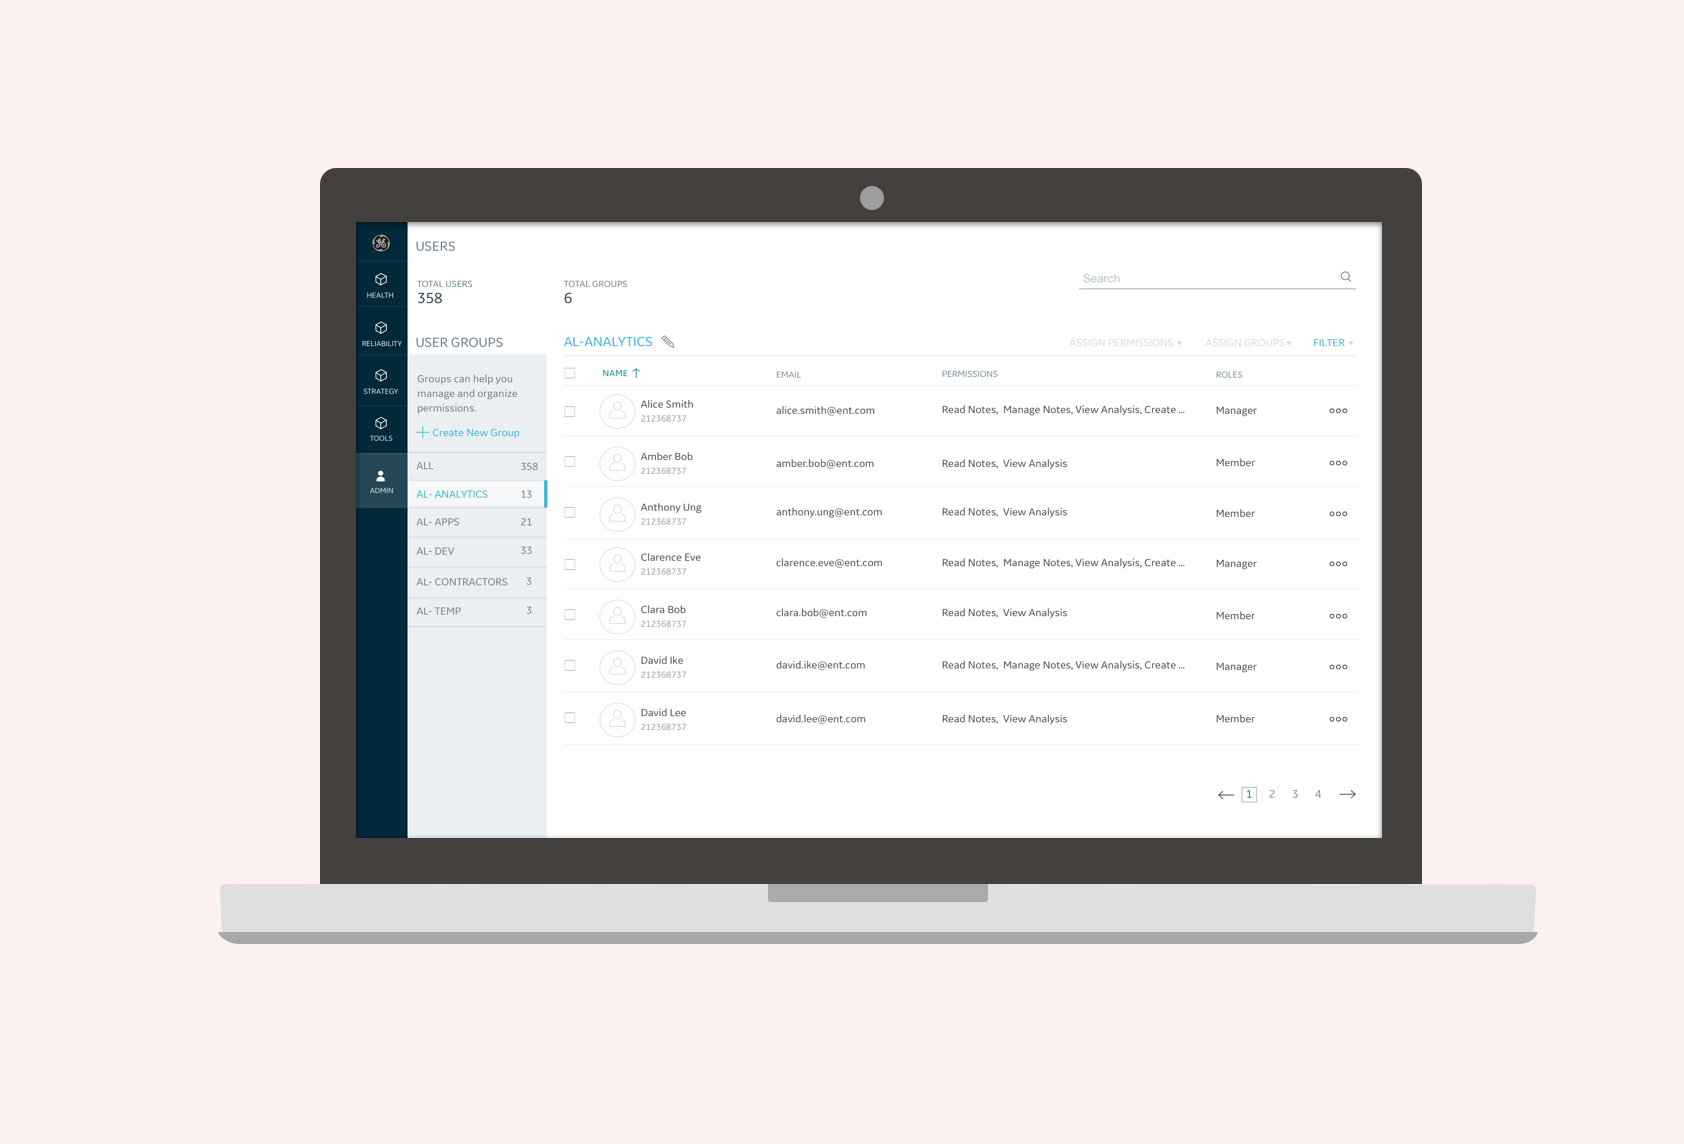 USERS
TOTAL USERS
358
TOTAL GROUPS
6
Search
HEALTH
RELIABILITY
STRATEGY
TOOLS
ADMIN
USER GROUPS
Groups can help you
manage and organize
permissions.
Create New Group
ALL 358
AL- ANALYTICS 13
AL- APPS 21
AL- DEV 33
AL- CONTRACTORS 3
AL- TEMP 3
AL-ANALYTICS
ASSIGN PERMISSIONS ASSIGN GROUPS FILTER
NAME EMAIL PERMISSIONS ROLES
Alice Smith
212368737
alice.smith@ent.com Read Notes, Manage Notes, View Analysis, Create ... Manager
Amber Bob
212368737
amber.bob@ent.com Read Notes, View Analysis Member
Anthony Ung
212368737
anthony.ung@ent.com Read Notes, View Analysis Member
Clarence Eve
212368737
clarence.eve@ent.com Read Notes, Manage Notes, View Analysis, Create ... Manager
Clara Bob
212368737
clara.bob@ent.com Read Notes, View Analysis Member
David Ike
212368737
david.ike@ent.com Read Notes, Manage Notes, View Analysis, Create ... Manager
David Lee
212368737
david.lee@ent.com Read Notes, View Analysis Member
1 2 3 4